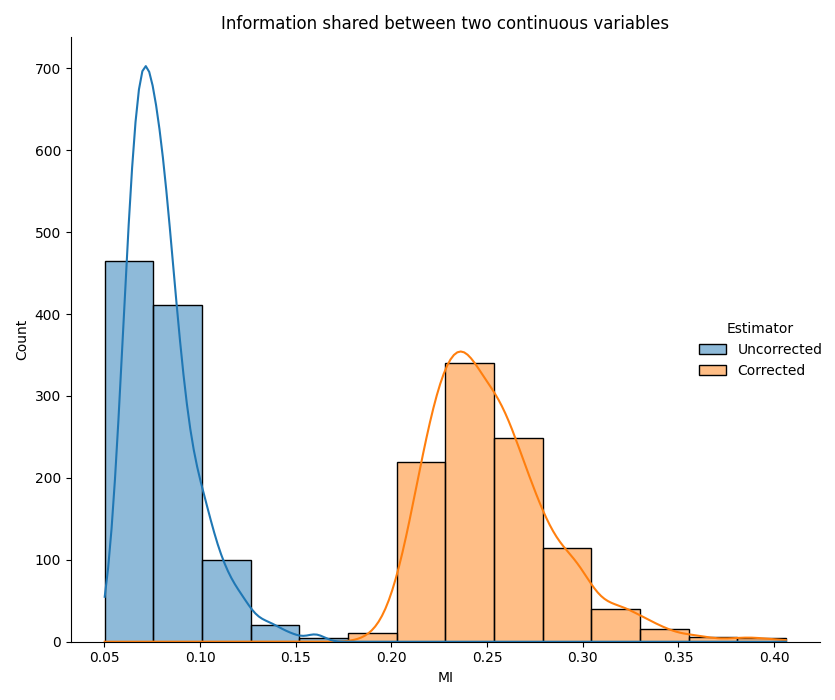 Information shared between two continuous variables
700
600
500
400
300
200
100
0
Count
0.05 0.10 0.15 0.20 0.25 0.30 0.35 0.40
MI
Estimator
Uncorrected
Corrected